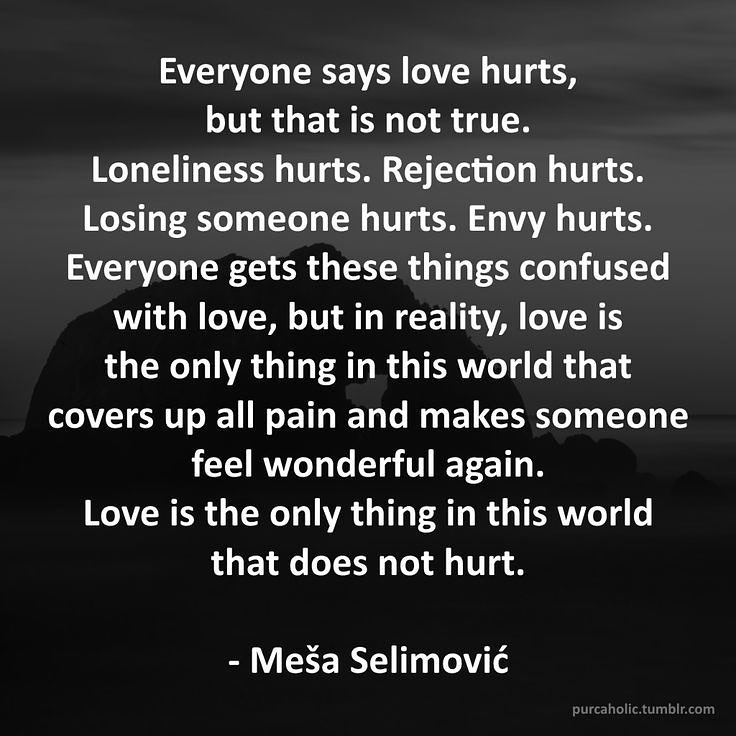 Everyone says love hurts,
but that is not true.
Loneliness hurts. Rejection hurts.
Losing someone hurts. Envy hurts.
Everyone gets these things confused
with love, but in reality, love is
the only thing in this world that
covers up all pain and makes someone
feel wonderful again.
Love is the only thing in this world
that does not hurt.
- Meša Selimović
purcaholic.tumblr.com